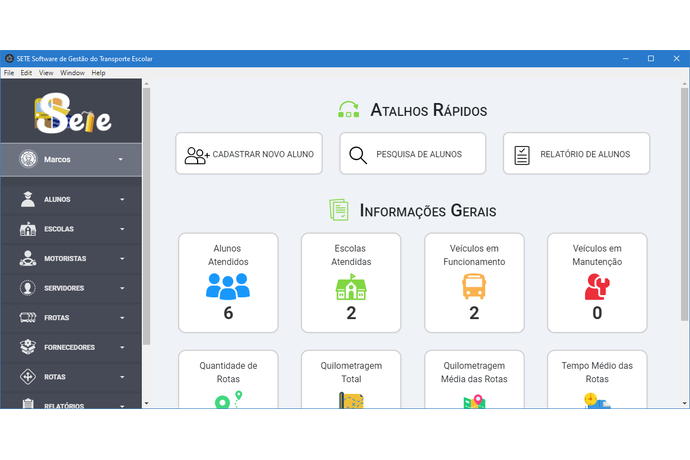 SETE Software de Gestão do Transporte Escolar
File Edit View Window Help
Sete
Marcos
ALUNOS
ESCOLAS
MOTORISTAS
SERVIDORES
FROTAS
FORNECEDORES
ROTAS
RELATÓRIOS
ATALHOS RÁPIDOS
CADASTRAR NOVO ALUNO
PESQUISA DE ALUNOS
RELATÓRIO DE ALUNOS
INFORMAÇÕES GERAIS
Alunos
Atendidos
6
Escolas
Atendidas
2
Veículos em
Funcionamento
2
Veículos em
Manutenção
0
Quantidade de
Rotas
Quilometragem
Total
Quilometragem
Média das Rotas
Tempo Médio das
Rotas